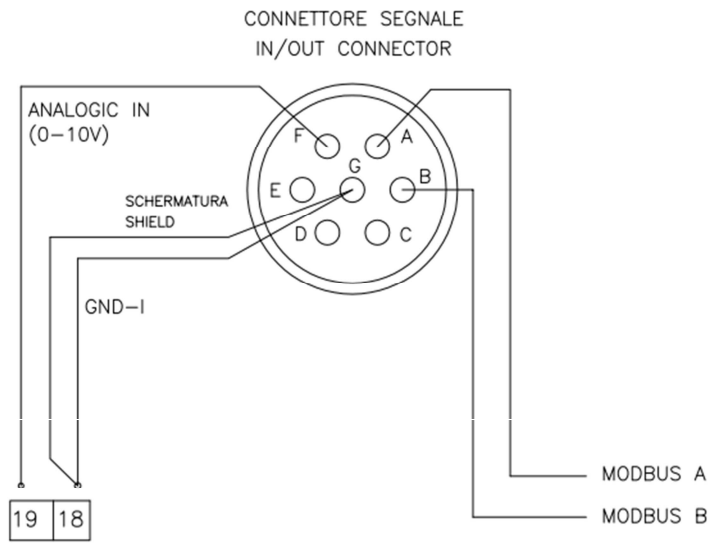 CONNETTORE SEGNALE
IN/OUT CONNECTOR
ANALOGIC IN
(0-10V)
F
A
G
E
B
SCHERMATURA
SHIELD
D
C
GND-I
MODBUS A
MODBUS B
19 18